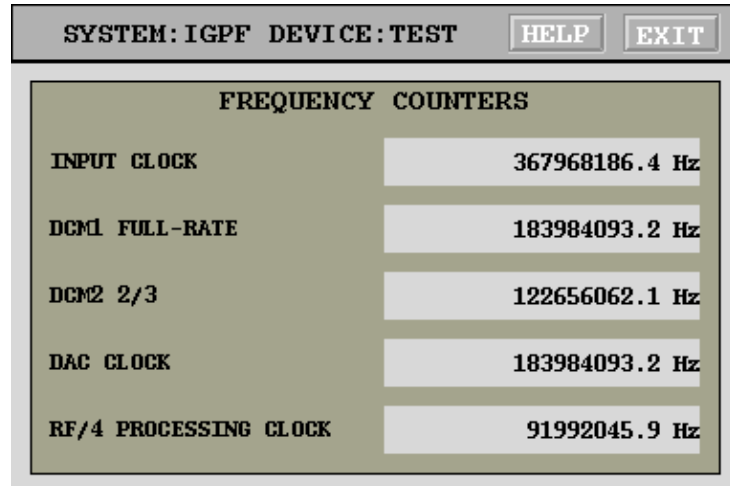 SYSTEM:IGPF DEVICE:TEST HELP EXIT
FREQUENCY COUNTERS
INPUT CLOCK 367968186.4 Hz
DCM1 FULL-RATE 183984093.2 Hz
DCM2 2/3 122656062.1 Hz
DAC CLOCK 183984093.2 Hz
RF/4 PROCESSING CLOCK 91992045.9 Hz